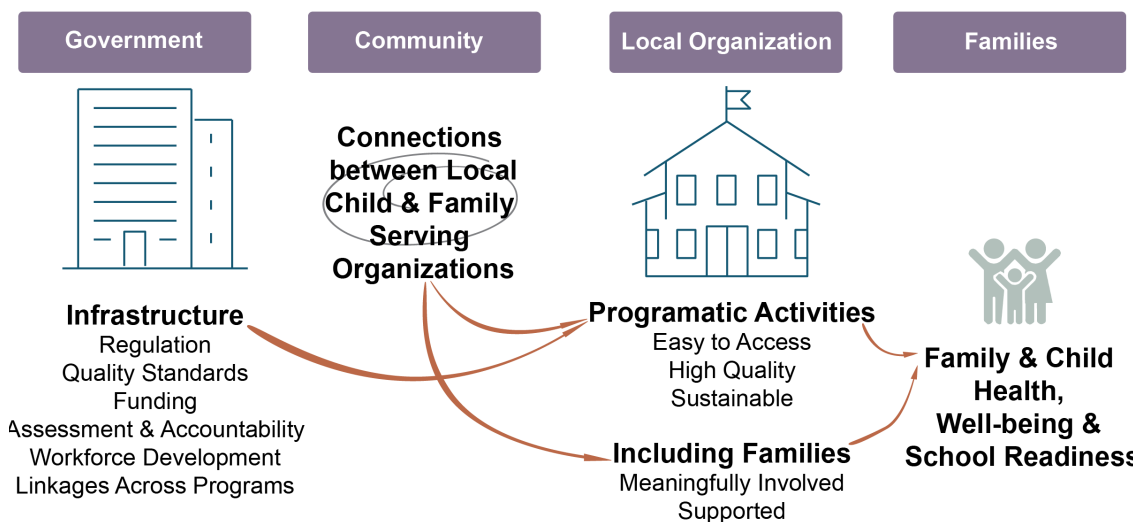 Government
Community
Local Organization
Families
Connections
between Local
Child & Family
Serving
Organizations
Infrastructure
Regulation
Quality Standards
Funding
Assessment & Accountability
Workforce Development
Linkages Across Programs
Programatic Activities
Easy to Access
High Quality
Sustainable
Including Families
Meaningfully Involved
Supported
Family & Child
Health,
Well-being &
School Readiness